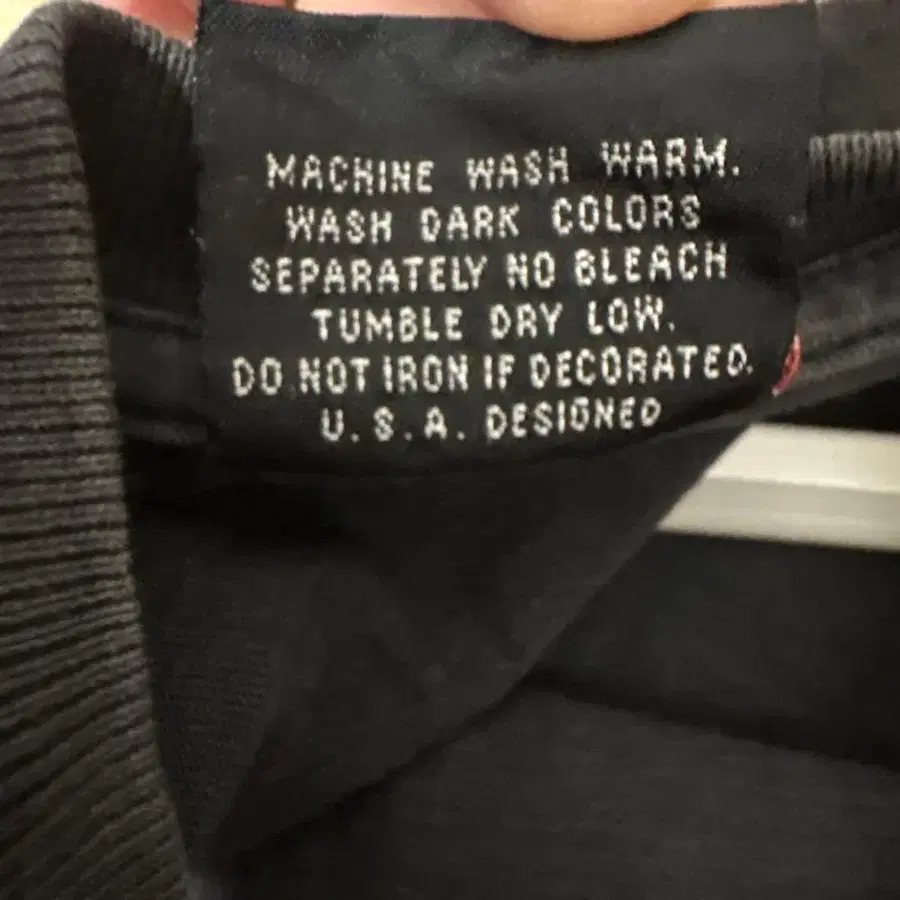 MACHINE WASH WARM.
WASH DARK COLORS
SEPARATELY NO BLEACH
TUMBLE DRY LOW.
DO NOT IRON IF DECORATED.
U.S.A. DESIGNED